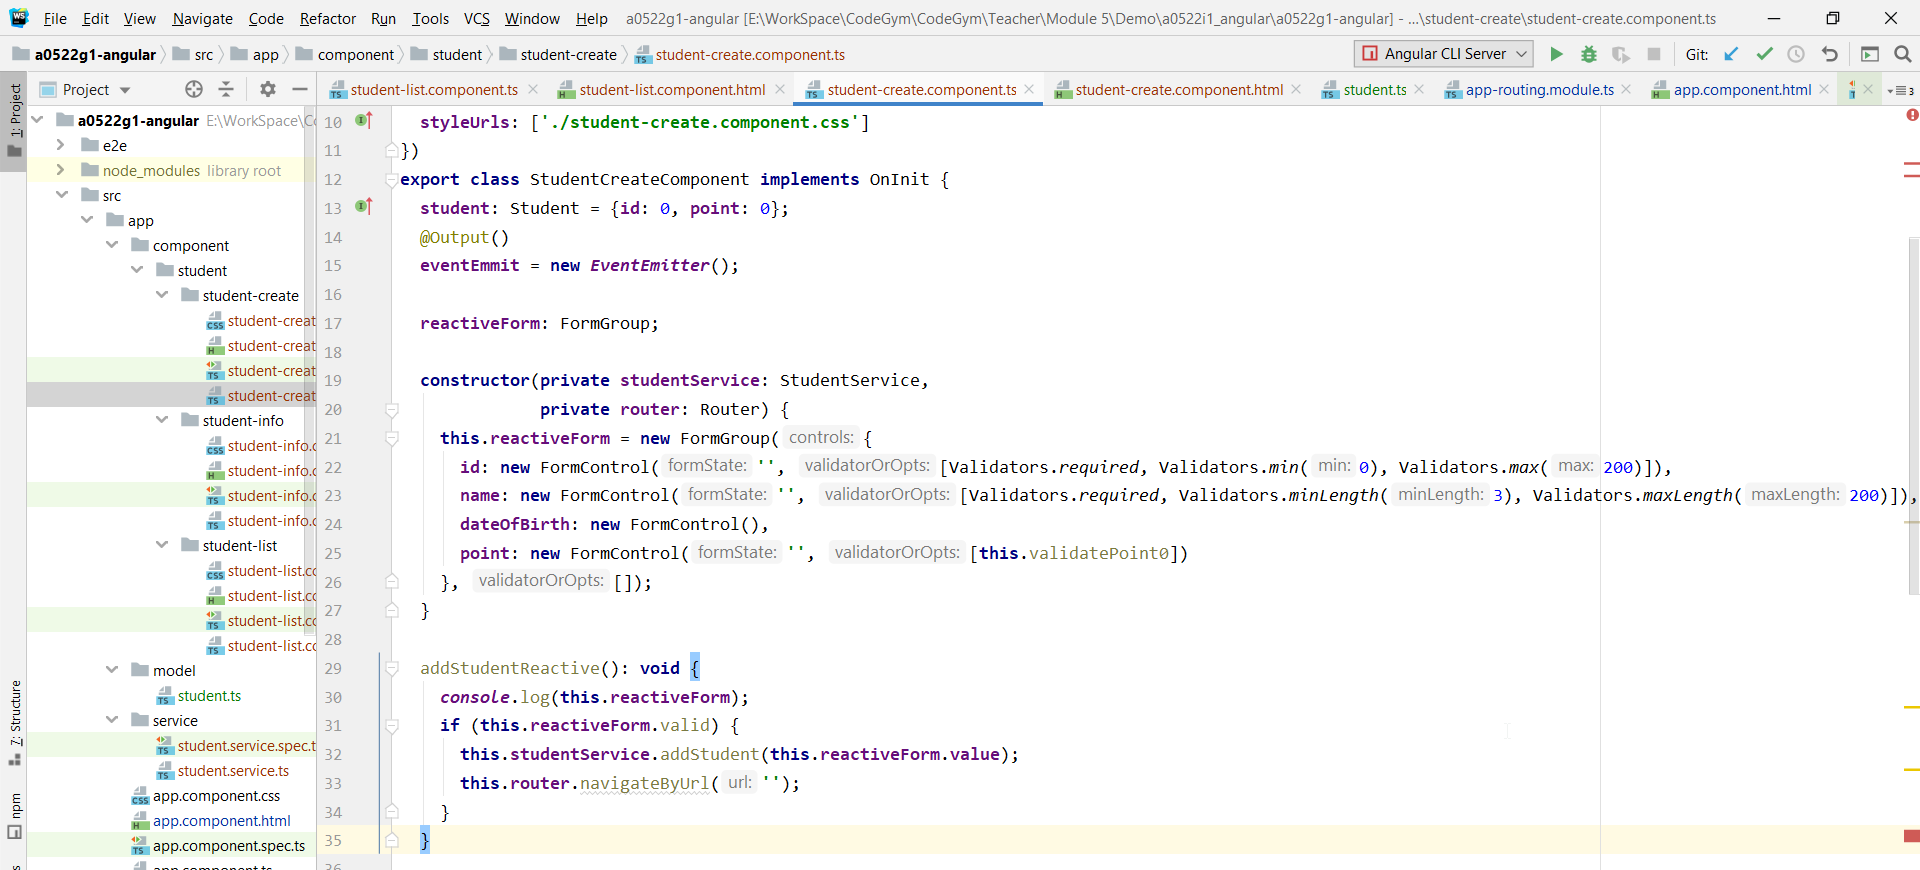 File Edit View Navigate Code Refactor Run Tools VCS Window Help a0522g1-angular [E:\WorkSpace\CodeGym\CodeGym\Teacher\Module 5\Demo\a0522i1_angular\a0522g1-angular] - ...\student-create\student-create.component.ts
a0522g1-angular src app component student student-create student-create.component.ts Angular CLI Server Git:
1: Project
7: Structure
npm
Project student-list.component.ts student-list.component.html student-create.component.ts student-create.component.html student.ts app-routing.module.ts app.component.html 3
a0522g1-angular E:\WorkSpace\Co
e2e
node_modules library root
src
app
component
student
student-create
student-creat
student-creat
student-creat
student-creat
student-info
student-info.c
student-info.c
student-info.c
student-info.c
student-list
student-list.cc
student-list.cc
student-list.cc
student-list.cc
model
student.ts
service
student.service.spec.t
student.service.ts
app.component.css
app.component.html
app.component.spec.ts
app.component.ts
10 styleUrls: ['./student-create.component.css']
11 })
12 export class StudentCreateComponent implements OnInit {
13 student: Student = {id: 0, point: 0};
14 @Output()
15 eventEmmit = new EventEmitter();
16
17 reactiveForm: FormGroup;
18
19 constructor(private studentService: StudentService,
20 private router: Router) {
21 this.reactiveForm = new FormGroup( controls: {
22 id: new FormControl( formState: '', validatorOrOpts: [Validators.required, Validators.min( min: 0), Validators.max( max: 200)]),
23 name: new FormControl( formState: '', validatorOrOpts: [Validators.required, Validators.minLength( minLength: 3), Validators.maxLength( maxLength: 200)]),
24 dateOfBirth: new FormControl(),
25 point: new FormControl( formState: '', validatorOrOpts: [this.validatePoint0])
26 }, validatorOrOpts: []);
27 }
28
29 addStudentReactive(): void {
30 console.log(this.reactiveForm);
31 if (this.reactiveForm.valid) {
32 this.studentService.addStudent(this.reactiveForm.value);
33 this.router.navigateByUrl( url: '');
34 }
35 }
36